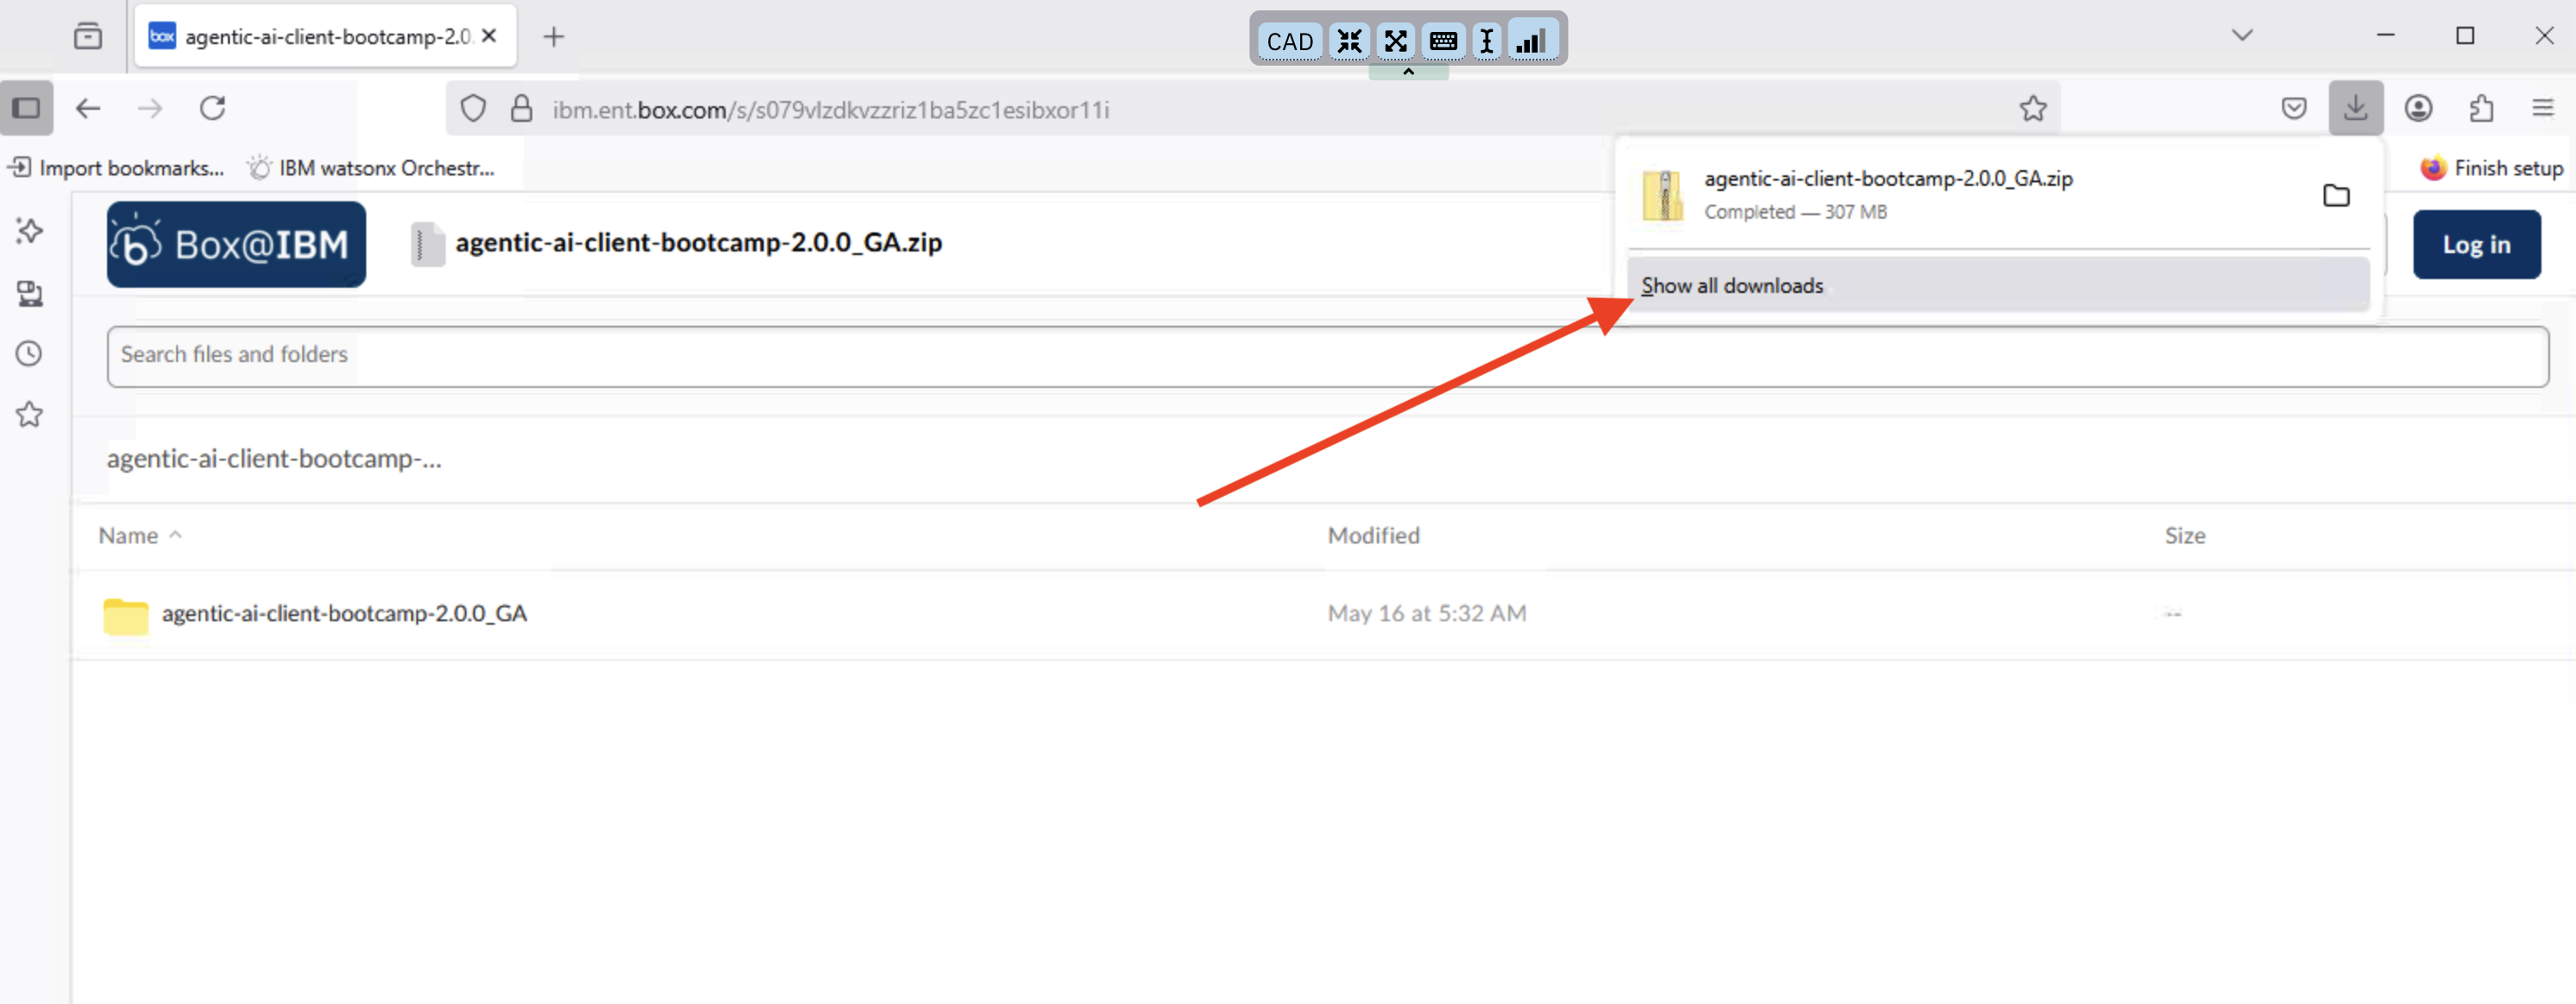 agentic-ai-client-bootcamp-2.0
CAD
ibm.ent.box.com/s/s079vlzdkvzzriz1ba5zc1esibxor11i
Import bookmarks...
IBM watsonx Orchestr...
Finish setup
agentic-ai-client-bootcamp-2.0.0_GA.zip
Completed — 307 MB
Show all downloads
Box@IBM
agentic-ai-client-bootcamp-2.0.0_GA.zip
Log in
Search files and folders
agentic-ai-client-bootcamp-...
Name
Modified
Size
agentic-ai-client-bootcamp-2.0.0_GA
May 16 at 5:32 AM
--